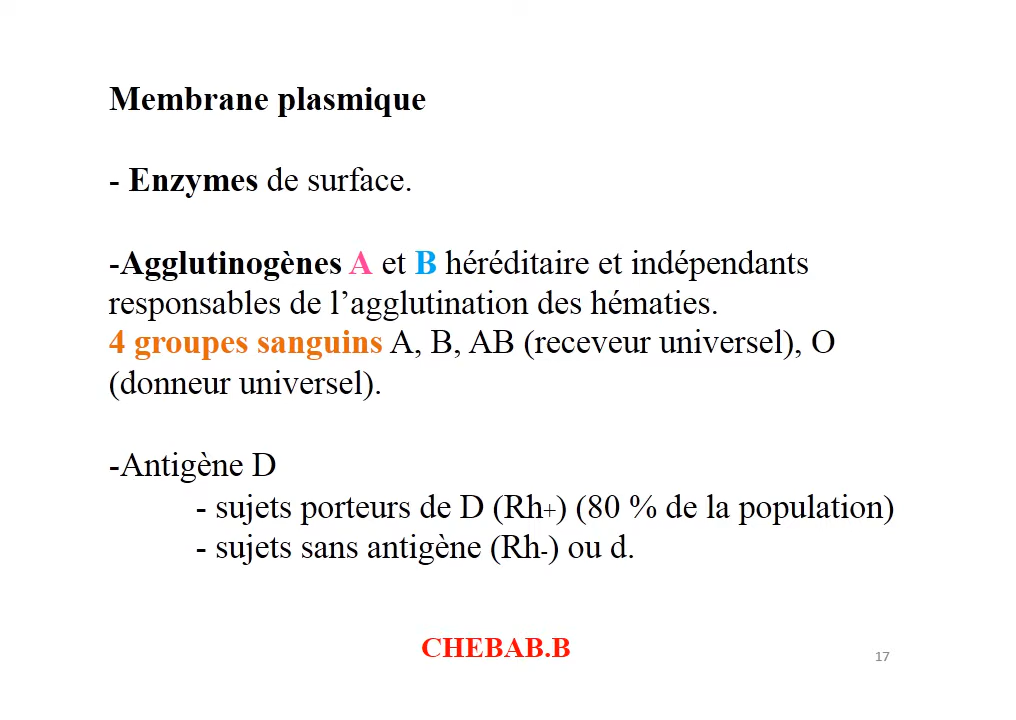 Membrane plasmique
- Enzymes de surface.
-Agglutinogènes A et B héréditaire et indépendants
responsables de l’agglutination des hématies.
4 groupes sanguins A, B, AB (receveur universel), O
(donneur universel).
-Antigène D
- sujets porteurs de D (Rh+) (80 % de la population)
- sujets sans antigène (Rh-) ou d.
CHEBAB.B
17